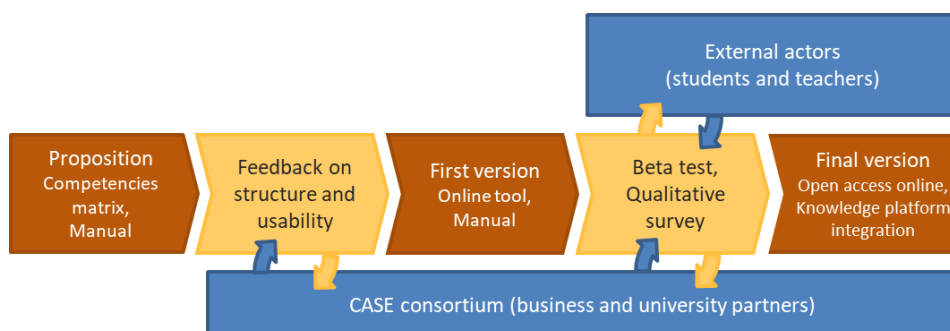 External actors
(students and teachers)
Proposition
Competencies
matrix,
Manual
Feedback on
structure and
usability
First version
Online tool,
Manual
Beta test,
Qualitative
survey
Final version
Open access online,
Knowledge platform
integration
CASE consortium (business and university partners)